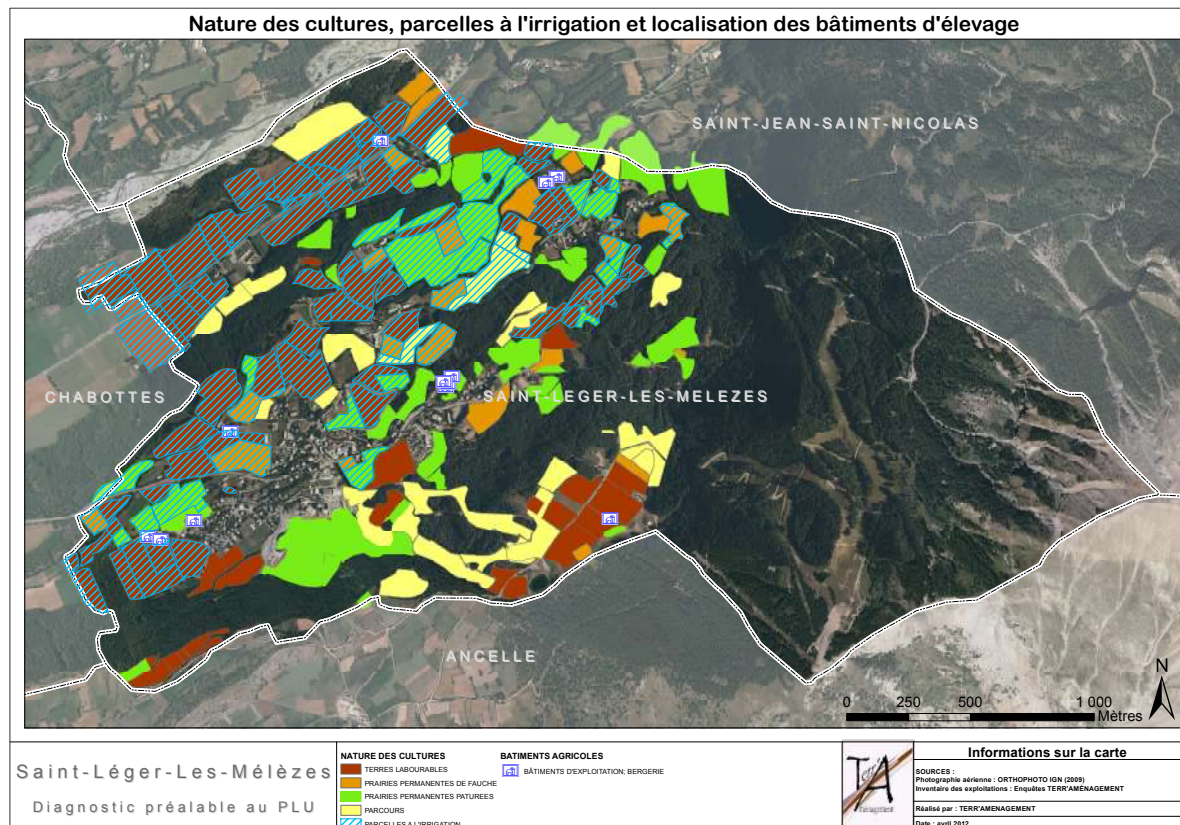 Nature des cultures, parcelles à l'irrigation et localisation des bâtiments d'élevage
SAINT-JEAN-SAINT-NICOLAS
CHABOTTES
SAINT-LEGER-LES-MELEZES
ANCELLE
N
0 250 500 1 000
Mètres
Saint-Léger-Les-Mélèzes
Diagnostic préalable au PLU
NATURE DES CULTURES
TERRES LABOURABLES
PRAIRIES PERMANENTES DE FAUCHE
PRAIRIES PERMANENTES PATUREES
PARCOURS
PARCELLES A L'IRRIGATION
BATIMENTS AGRICOLES
BÂTIMENTS D'EXPLOITATION; BERGERIE
Informations sur la carte
SOURCES :
Photographie aérienne : ORTHOPHOTO IGN (2009)
Inventaire des exploitations : Enquêtes TERR'AMÉNAGEMENT
Réalisé par : TERR'AMENAGEMENT
Date : avril 2012